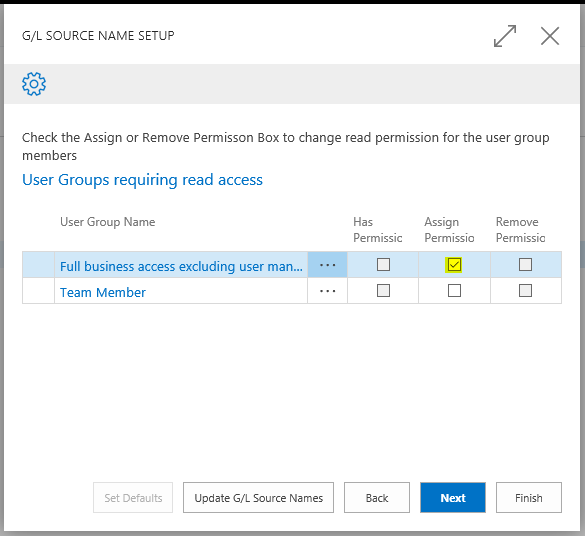 G/L SOURCE NAME SETUP
Check the Assign or Remove Permisson Box to change read permission for the user group
members
User Groups requiring read access
User Group Name
Has
Permissio
Assign
Permissio
Remove
Permissio
Full business access excluding user man... ···
Team Member ···
Set Defaults
Update G/L Source Names
Back
Next
Finish